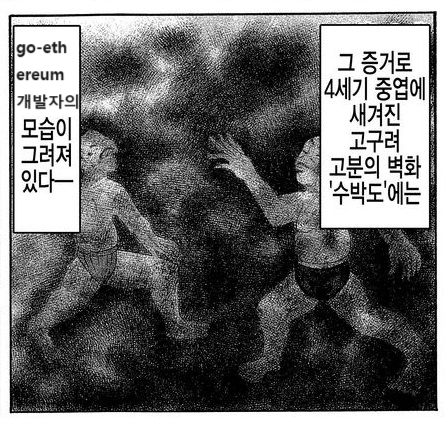 그 증거로
4세기 중엽에
새겨진
고구려
고분의 벽화
'수박도'에는
go-eth
ereum
개발자의
모습이
그려져
있다—